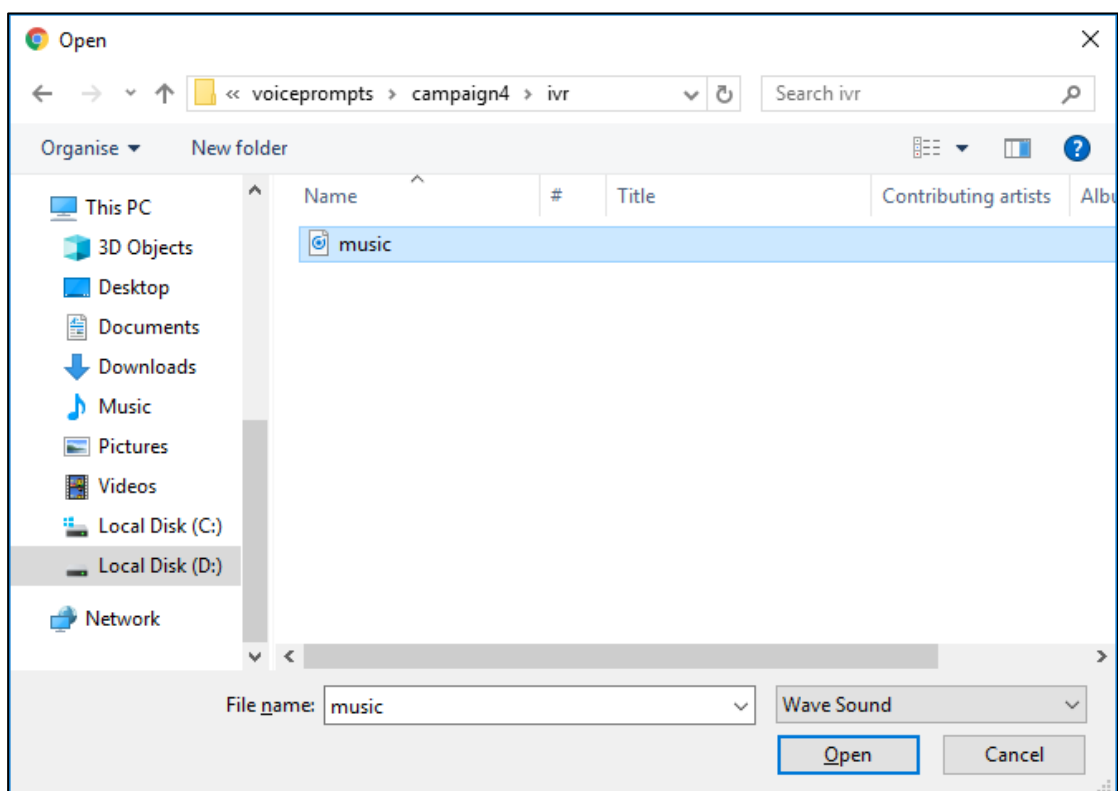 Open
« voiceprompts > campaign4 > ivr
Search ivr
Organise
New folder
?
This PC
3D Objects
Desktop
Documents
Downloads
Music
Pictures
Videos
Local Disk (C:)
Local Disk (D:)
Network
Name # Title Contributing artists Albu
music
File name: music
Wave Sound
Open Cancel